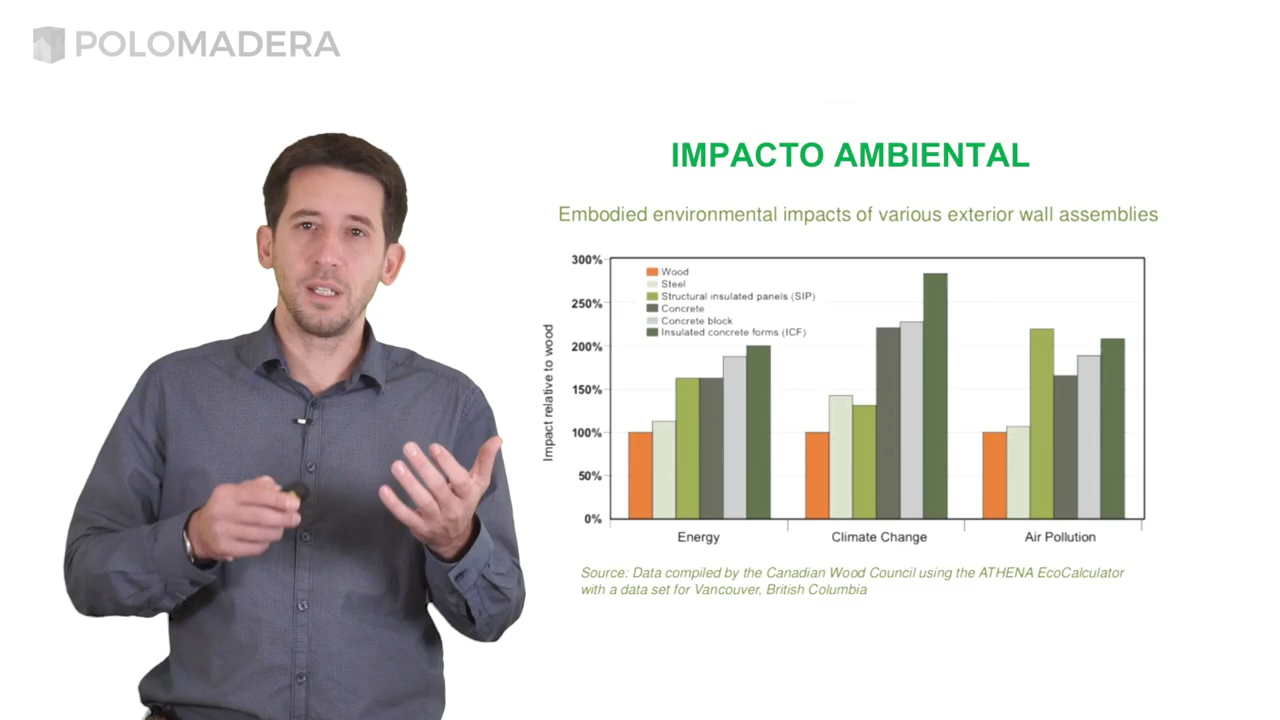 POLOMADERA
IMPACTO AMBIENTAL
Embodied environmental impacts of various exterior wall assemblies
Impact relative to wood
300%
250%
200%
150%
100%
50%
0%
Wood
Steel
Structural insulated panels (SIP)
Concrete
Concrete block
Insulated concrete forms (ICF)
Energy
Climate Change
Air Pollution
Source: Data compiled by the Canadian Wood Council using the ATHENA EcoCalculator
with a data set for Vancouver, British Columbia